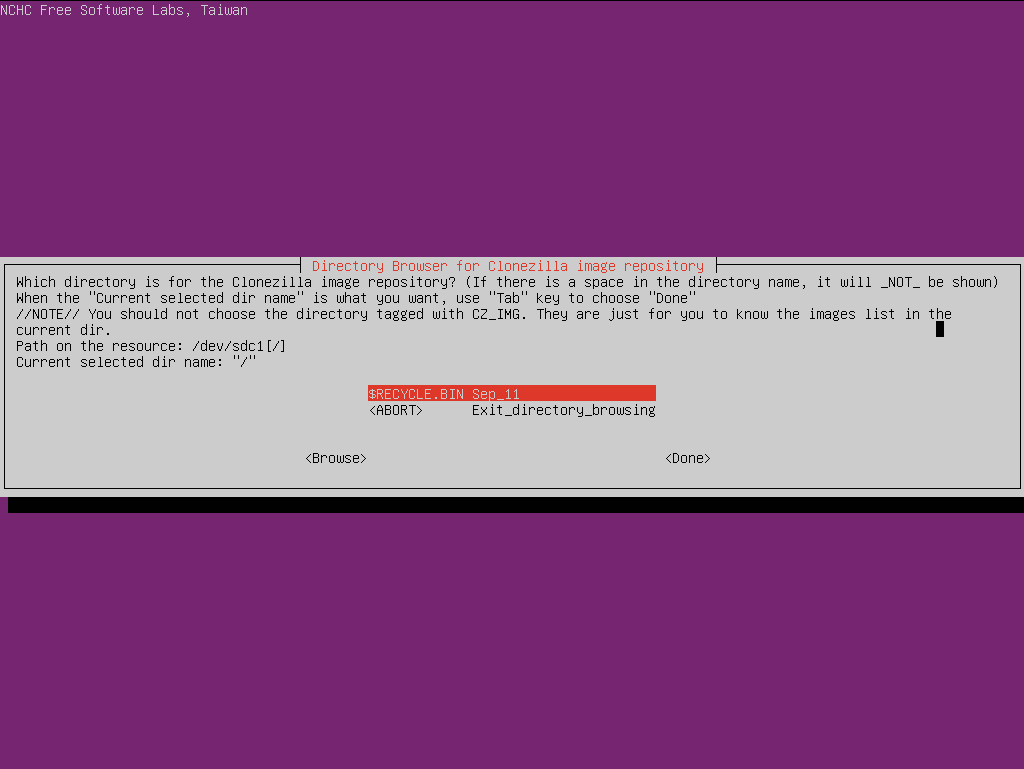 NCHC Free Software Labs, Taiwan
Directory Browser for Clonezilla image repository
Which directory is for the Clonezilla image repository? (If there is a space in the directory name, it will _NOT_ be shown)
When the "Current selected dir name" is what you want, use "Tab" key to choose "Done"
//NOTE// You should not choose the directory tagged with CZ_IMG. They are just for you to know the images list in the
current dir.
Path on the resource: /dev/sdc1[/]
Current selected dir name: "/"
$RECYCLE.BIN Sep_11
<ABORT> Exit_directory_browsing
<Browse> <Done>